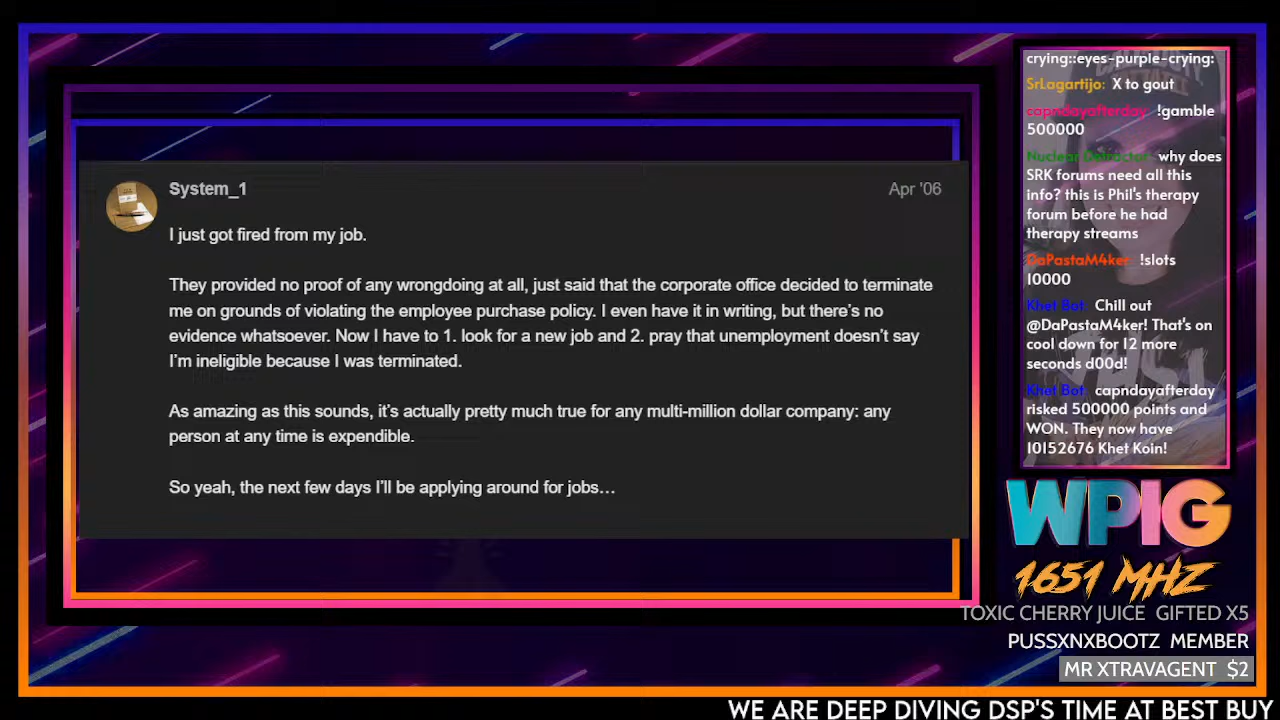 System_1
Apr '06
I just got fired from my job.
They provided no proof of any wrongdoing at all, just said that the corporate office decided to terminate
me on grounds of violating the employee purchase policy. I even have it in writing, but there's no
evidence whatsoever. Now I have to 1. look for a new job and 2. pray that unemployment doesn't say
I'm ineligible because I was terminated.
As amazing as this sounds, it's actually pretty much true for any multi-million dollar company: any
person at any time is expendible.
So yeah, the next few days I'll be applying around for jobs…
crying::eyes-purple-crying:
SrLagartijo: X to gout
capndayafterday !gamble
500000
Nuclear Detractor: why does
SRK forums need all this
info? this is Phil's therapy
forum before he had
therapy streams
DaPastaM4ker: !slots
10000
Khet Bot: Chill out
@DaPastaM4ker! That's on
cool down for 12 more
seconds d00d!
Khet Bot: capndayafterday
risked 500000 points and
WON. They now have
10152676 Khet Koin!
WPIG
1651 MHZ
TOXIC CHERRY JUICE GIFTED X5
PUSSXNXBOOTZ MEMBER
MR XTRAVAGENT $2
WE ARE DEEP DIVING DSP'S TIME AT BEST BUY